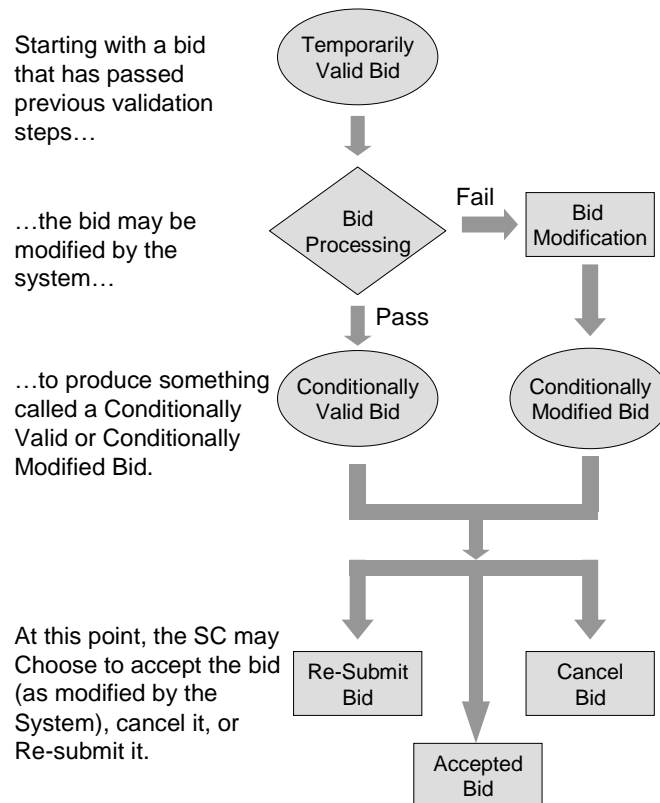 Starting with a bid
that has passed
previous validation
steps…
Temporarily
Valid Bid
…the bid may be
modified by the
system…
Bid
Processing
Fail
Bid
Modification
Pass
…to produce something
called a Conditionally
Valid or Conditionally
Modified Bid.
Conditionally
Valid Bid
Conditionally
Modified Bid
At this point, the SC may
Choose to accept the bid
(as modified by the
System), cancel it, or
Re-submit it.
Re-Submit
Bid
Cancel
Bid
Accepted
Bid